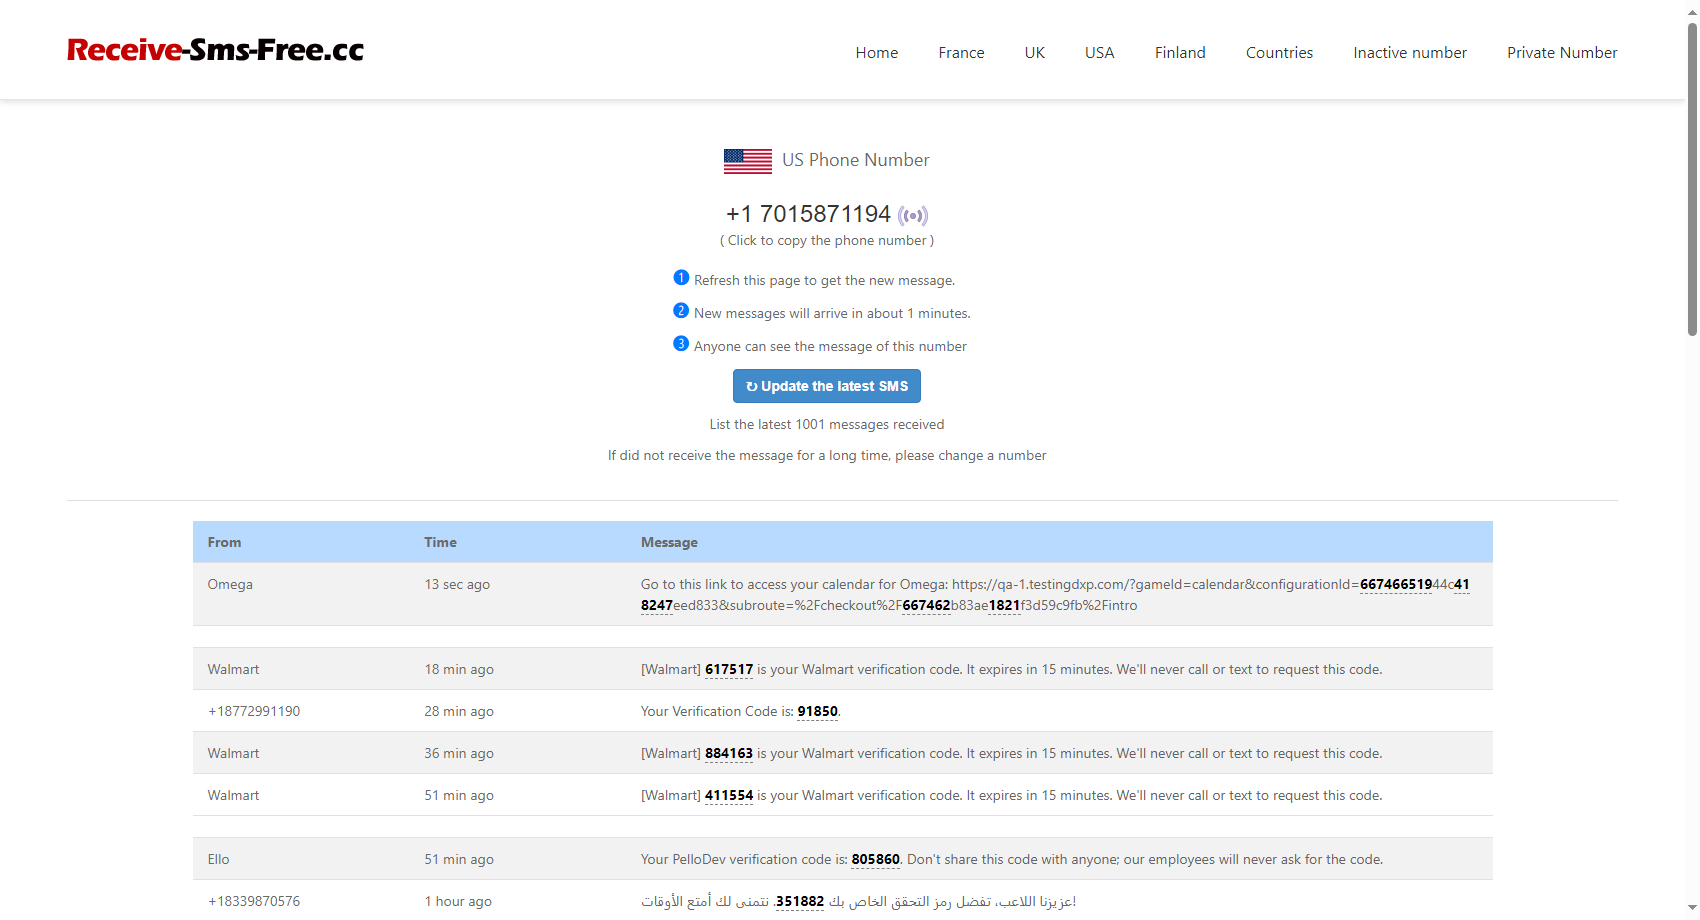 Receive-Sms-Free.cc
Home France UK USA Finland Countries Inactive number Private Number
US Phone Number
+1 7015871194
( Click to copy the phone number )
1 Refresh this page to get the new message.
2 New messages will arrive in about 1 minutes.
3 Anyone can see the message of this number
↻ Update the latest SMS
List the latest 1001 messages received
If did not receive the message for a long time, please change a number
From Time Message
Omega 13 sec ago Go to this link to access your calendar for Omega: https://qa-1.testingdxp.com/?gameId=calendar&configurationId=66746651944c41
8247eed833&subroute=%2Fcheckout%2F667462b83ae1821f3d59c9fb%2Fintro
Walmart 18 min ago [Walmart] 617517 is your Walmart verification code. It expires in 15 minutes. We'll never call or text to request this code.
+18772991190 28 min ago Your Verification Code is: 91850.
Walmart 36 min ago [Walmart] 884163 is your Walmart verification code. It expires in 15 minutes. We'll never call or text to request this code.
Walmart 51 min ago [Walmart] 411554 is your Walmart verification code. It expires in 15 minutes. We'll never call or text to request this code.
Ello 51 min ago Your PelloDev verification code is: 805860. Don't share this code with anyone; our employees will never ask for the code.
+18339870576 1 hour ago عزيزنا اللاعب، تفضل رمز التحقق الخاص بك 351882. نتمنى لك أمتع الأوقات!